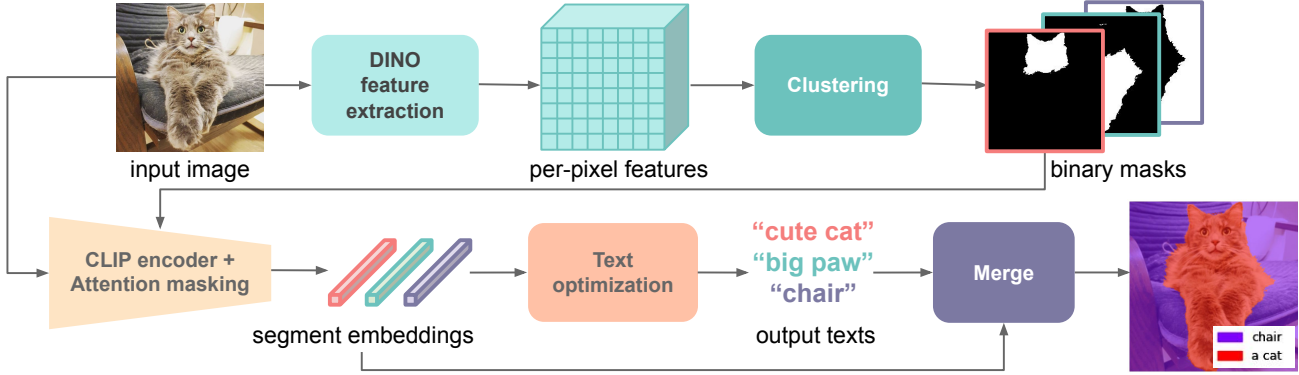 DINO
feature
extraction
Clustering
input image
per-pixel features
binary masks
CLIP encoder +
Attention masking
segment embeddings
Text
optimization
“cute cat”
“big paw”
“chair”
output texts
Merge
chair
a cat